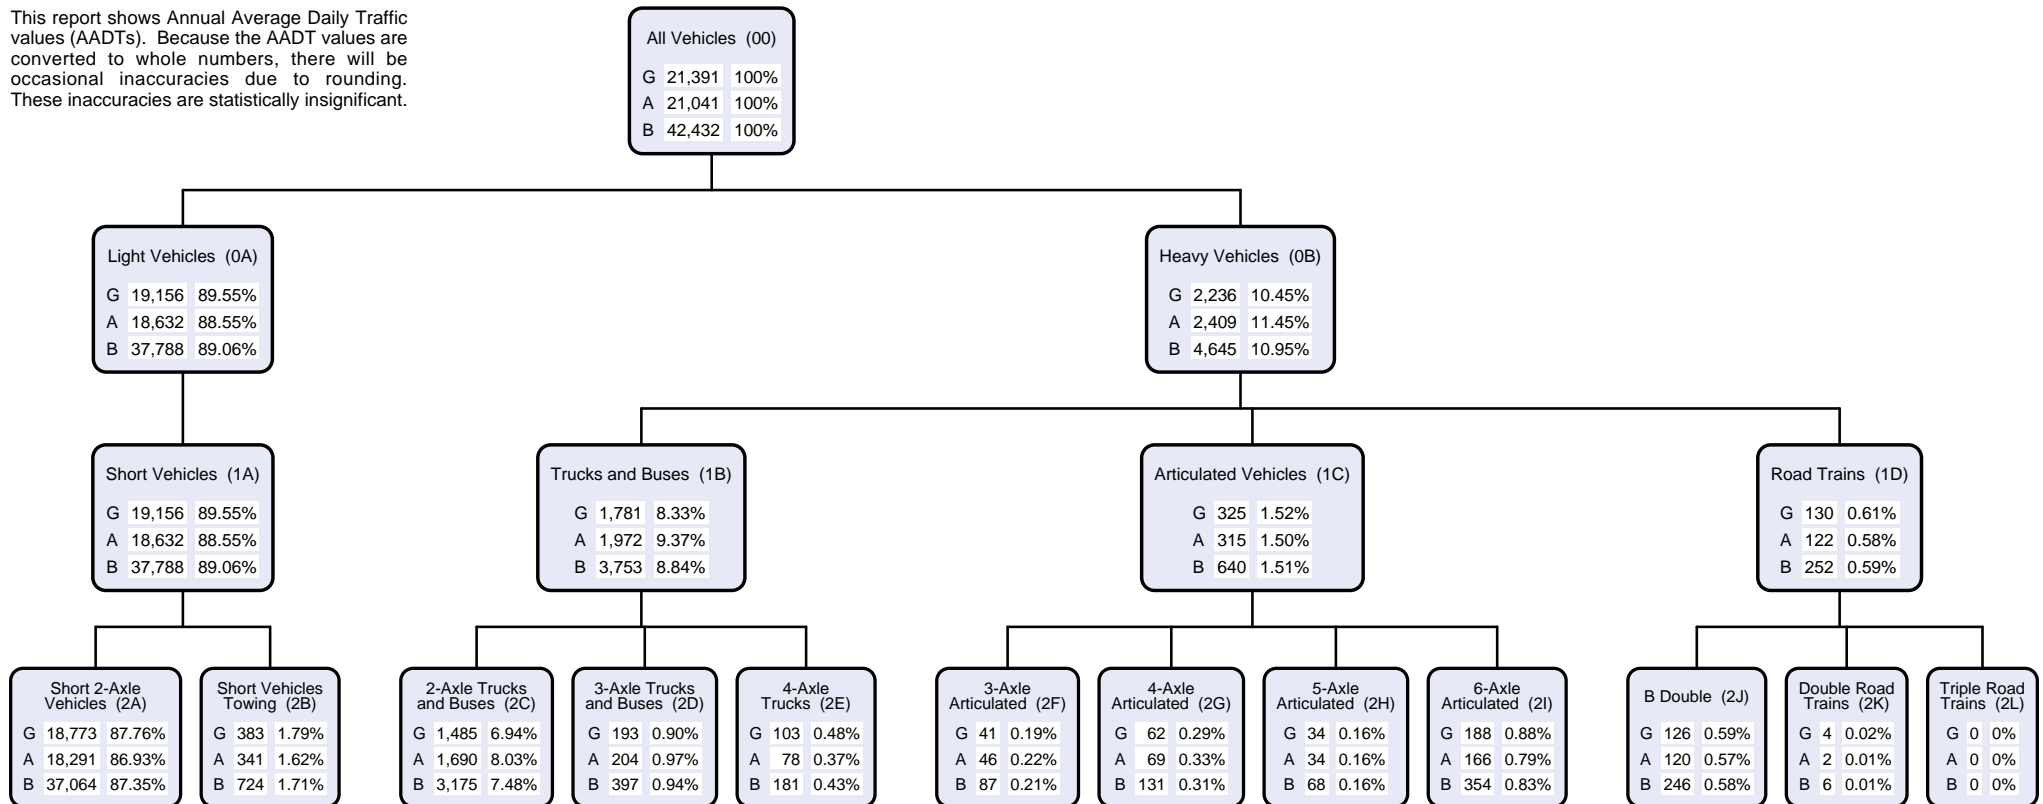 This report shows Annual Average Daily Traffic
values (AADTs). Because the AADT values are
converted to whole numbers, there will be
occasional inaccuracies due to rounding.
These inaccuracies are statistically insignificant.
All Vehicles (00)
G 21,391 100%
A 21,041 100%
B 42,432 100%
Light Vehicles (0A)
G 19,156 89.55%
A 18,632 88.55%
B 37,788 89.06%
Heavy Vehicles (0B)
G 2,236 10.45%
A 2,409 11.45%
B 4,645 10.95%
Short Vehicles (1A)
G 19,156 89.55%
A 18,632 88.55%
B 37,788 89.06%
Trucks and Buses (1B)
G 1,781 8.33%
A 1,972 9.37%
B 3,753 8.84%
Articulated Vehicles (1C)
G 325 1.52%
A 315 1.50%
B 640 1.51%
Road Trains (1D)
G 130 0.61%
A 122 0.58%
B 252 0.59%
Short 2-Axle
Vehicles (2A)
G 18,773 87.76%
A 18,291 86.93%
B 37,064 87.35%
Short Vehicles
Towing (2B)
G 383 1.79%
A 341 1.62%
B 724 1.71%
2-Axle Trucks
and Buses (2C)
G 1,485 6.94%
A 1,690 8.03%
B 3,175 7.48%
3-Axle Trucks
and Buses (2D)
G 193 0.90%
A 204 0.97%
B 397 0.94%
4-Axle
Trucks (2E)
G 103 0.48%
A 78 0.37%
B 181 0.43%
3-Axle
Articulated (2F)
G 41 0.19%
A 46 0.22%
B 87 0.21%
4-Axle
Articulated (2G)
G 62 0.29%
A 69 0.33%
B 131 0.31%
5-Axle
Articulated (2H)
G 34 0.16%
A 34 0.16%
B 68 0.16%
6-Axle
Articulated (2I)
G 188 0.88%
A 166 0.79%
B 354 0.83%
B Double (2J)
G 126 0.59%
A 120 0.57%
B 246 0.58%
Double Road
Trains (2K)
G 4 0.02%
A 2 0.01%
B 6 0.01%
Triple Road
Trains (2L)
G 0 0%
A 0 0%
B 0 0%